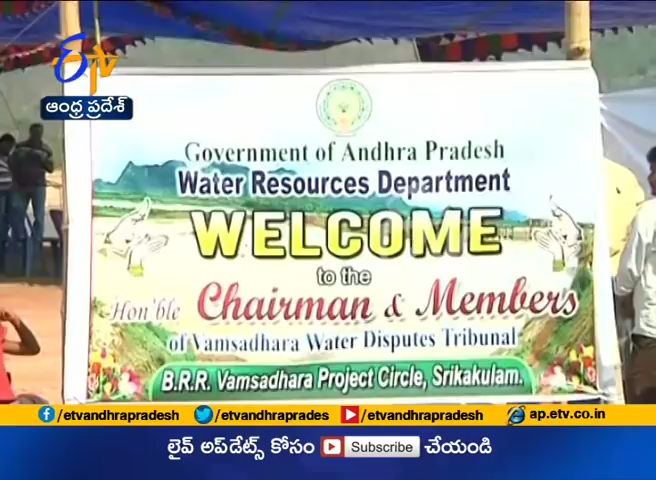 etv
ఆంధ్ర ప్రదేశ్
Government of Andhra Pradesh
Water Resources Department
WELCOME
to the
Hon'ble Chairman & Members
of Vamsadhara Water Disputes Tribunal
B.R.R. Vamsadhara Project Circle, Srikakulam.
/etvandhrapradesh /etvandhraprades /etvandhrapradesh ap.etv.co.in
లైవ్ అప్‌డేట్స్ కోసం Subscribe చేయండి